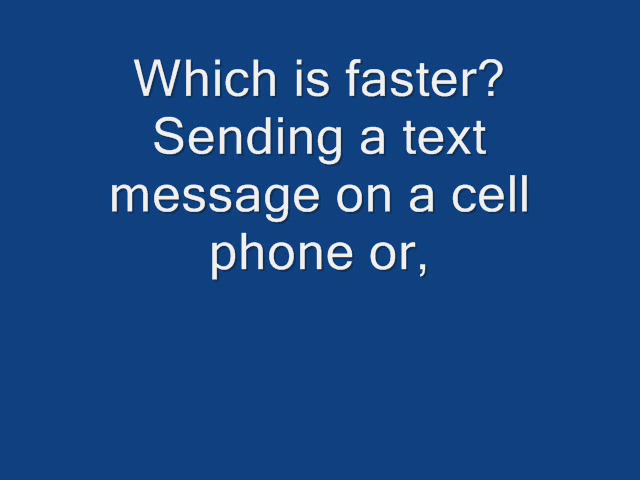 Which is faster?
Sending a text
message on a cell
phone or,